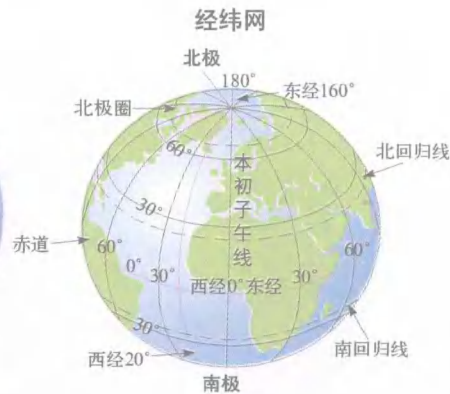 经纬网
北极
180°
东经160°
北极圈
60°
北回归线
本初子午线
30°
赤道
60°
0°
30°
西经0°东经
30°
60°
30°
南回归线
西经20°
南极